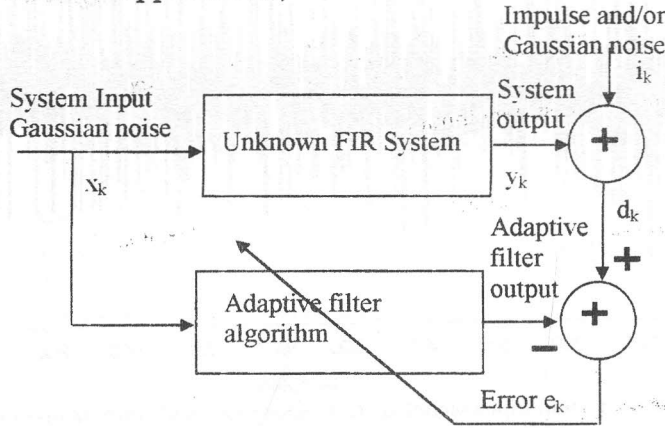 Impulse and/or
Gaussian noise
i_k
System Input
Gaussian noise
System
output
Unknown FIR System
+
x_k
y_k
d_k
Adaptive
filter
output
+
Adaptive filter
algorithm
+
−
Error e_k